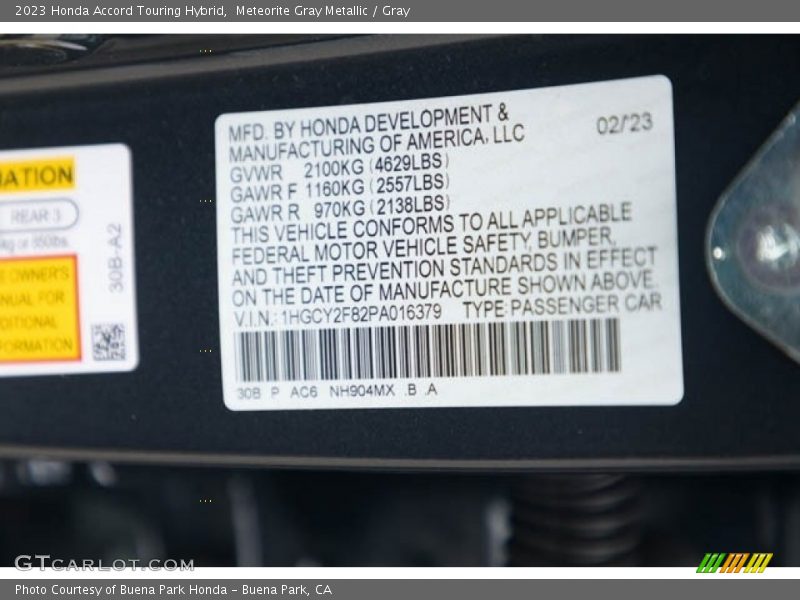 2023 Honda Accord Touring Hybrid,  Meteorite Gray Metallic / Gray
MFD. BY HONDA DEVELOPMENT &
MANUFACTURING OF AMERICA, LLC
02/23
GVWR 2100KG (4629LBS)
GAWR F 1160KG (2557LBS)
GAWR R 970KG (2138LBS)
THIS VEHICLE CONFORMS TO ALL APPLICABLE
FEDERAL MOTOR VEHICLE SAFETY, BUMPER,
AND THEFT PREVENTION STANDARDS IN EFFECT
ON THE DATE OF MANUFACTURE SHOWN ABOVE.
V.I.N.: 1HGCY2F82PA016379 TYPE: PASSENGER CAR
30B P AC6 NH904MX .B .A
ATION
REAR 3
kg or 850lbs.
E OWNER'S
NUAL FOR
DITIONAL
FORMATION
30B-A2
GTCARLOT.COM
Photo Courtesy of Buena Park Honda - Buena Park, CA